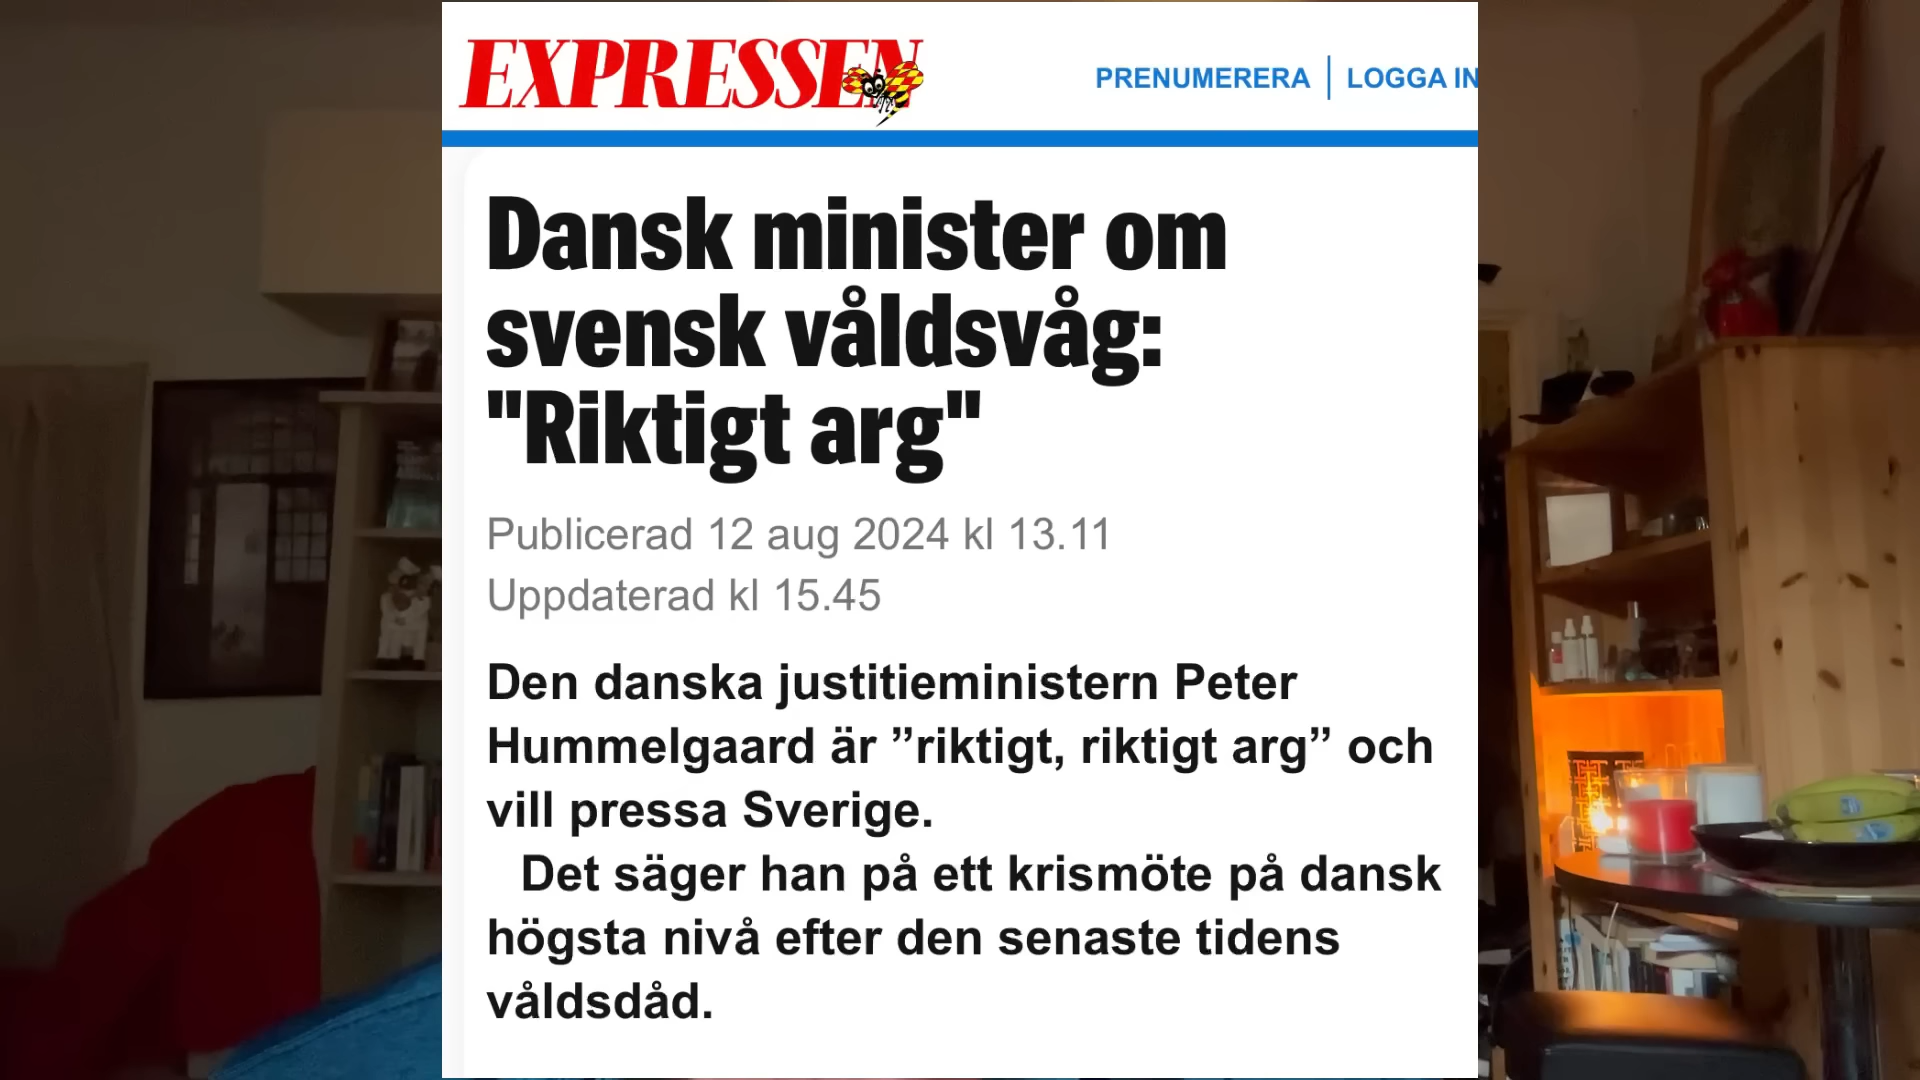 EXPRESSEN
PRENUMERERA | LOGGA IN
Dansk minister om
svensk våldsvåg:
"Riktigt arg"
Publicerad 12 aug 2024 kl 13.11
Uppdaterad kl 15.45
Den danska justitieministern Peter
Hummelgaard är ”riktigt, riktigt arg” och
vill pressa Sverige.
Det säger han på ett krismöte på dansk
högsta nivå efter den senaste tidens
våldsdåd.